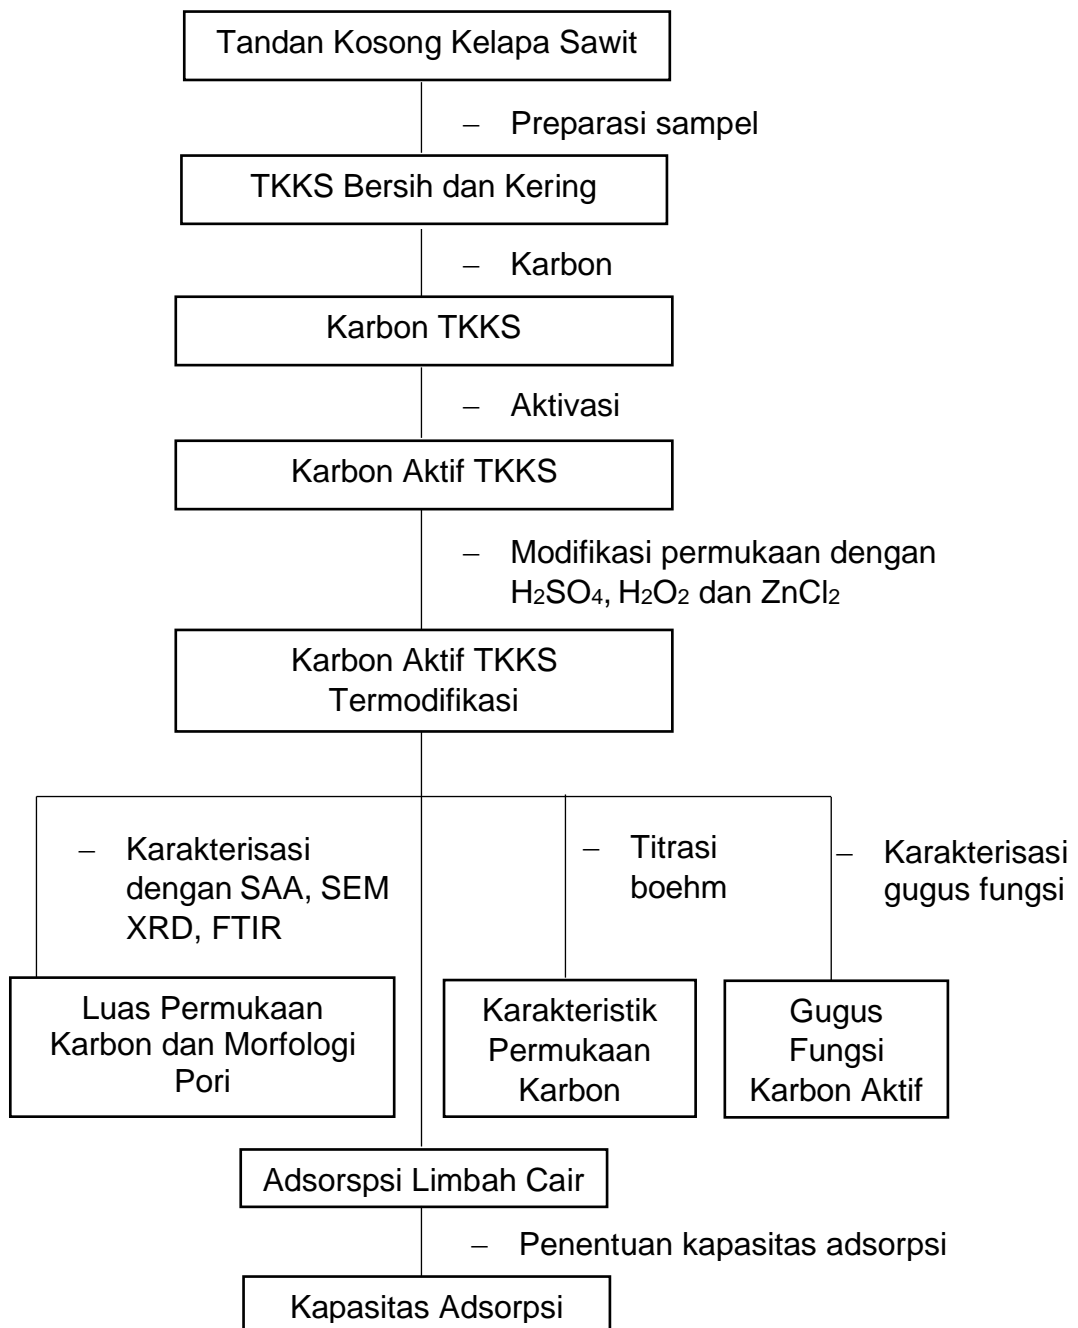 Tandan Kosong Kelapa Sawit
– Preparasi sampel
TKKS Bersih dan Kering
– Karbon
Karbon TKKS
– Aktivasi
Karbon Aktif TKKS
– Modifikasi permukaan dengan
H₂SO₄, H₂O₂ dan ZnCl₂
Karbon Aktif TKKS
Termodifikasi
– Karakterisasi
dengan SAA, SEM
XRD, FTIR
– Titrasi
boehm
– Karakterisasi
gugus fungsi
Luas Permukaan
Karbon dan Morfologi
Pori
Karakteristik
Permukaan
Karbon
Gugus
Fungsi
Karbon Aktif
Adsorspsi Limbah Cair
– Penentuan kapasitas adsorpsi
Kapasitas Adsorpsi